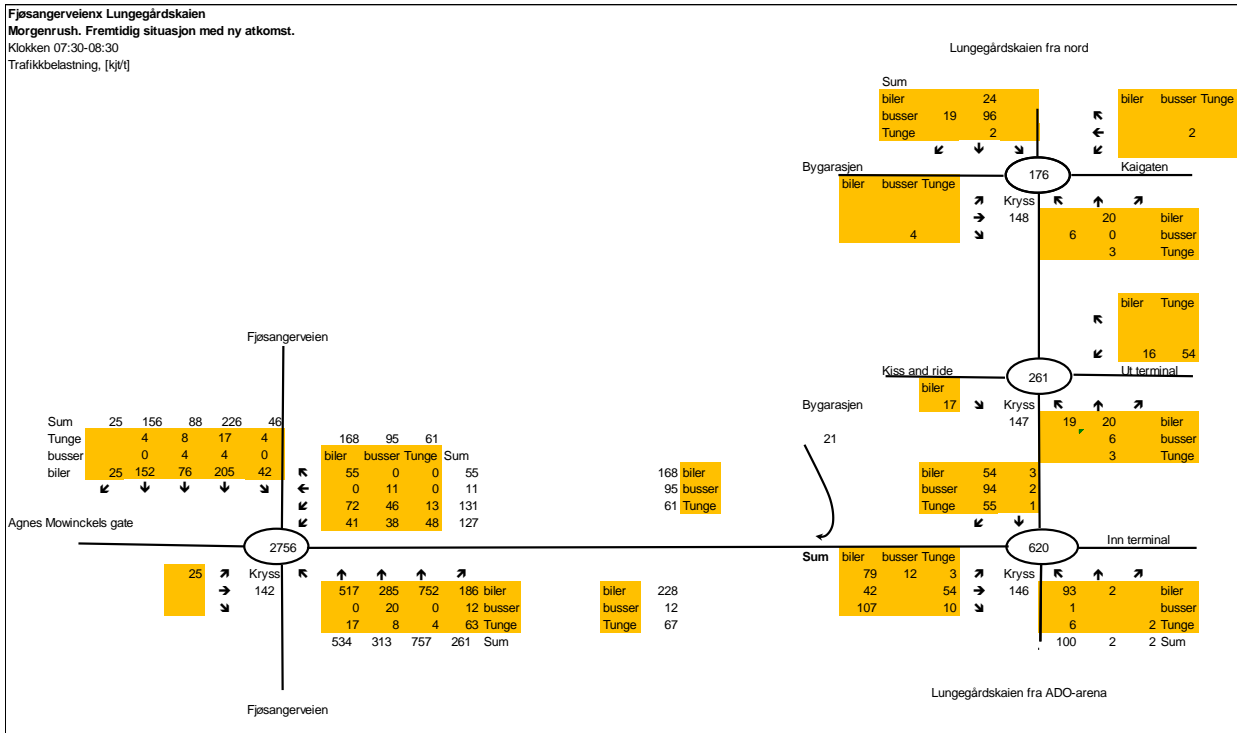 Fjøsangerveienx Lungegårdskaien
Morgenrush. Fremtidig situasjon med ny atkomst.
Klokken 07:30-08:30
Trafikkbelastning, [kjt/t]
Lungegårdskaien fra nord
Sum
biler 24
busser 19 96
Tunge 2
↙ ↓ ↘
biler busser Tunge
↖
← 2
↙
Bygarasjen
176
Kaigaten
biler busser Tunge
↗
→
4 ↘
Kryss
148
↖ ↑ ↗
20 biler
6 0 busser
3 Tunge
biler Tunge
↖
↙ 16 54
Kiss and ride
261
Ut terminal
biler
17 ↘
Kryss
147
↖ ↑ ↗
19 20 biler
6 busser
3 Tunge
Bygarasjen
21
Fjøsangerveien
Sum 25 156 88 226 46
Tunge 4 8 17 4
busser 0 4 4 0
biler 25 152 76 205 42
↙ ↓ ↓ ↓ ↘
168 95 61
biler busser Tunge Sum
↖ 55 0 0 55
← 0 11 0 11
↙ 72 46 13 131
↙ 41 38 48 127
168 biler
95 busser
61 Tunge
biler 54 3
busser 94 2
Tunge 55 1
↙ ↓
Agnes Mowinckels gate
2756
620
Inn terminal
25 ↗
→
↘
Kryss
142
↖ ↑ ↑ ↑ ↗
517 285 752 186 biler
0 20 0 12 busser
17 8 4 63 Tunge
534 313 757 261 Sum
biler 228
busser 12
Tunge 67
Sum biler busser Tunge
79 12 3 ↗
42 54 →
107 10 ↘
Kryss
146
↖ ↑ ↗
93 2 biler
1 busser
6 2 Tunge
100 2 2 Sum
Lungegårdskaien fra ADO-arena
Fjøsangerveien